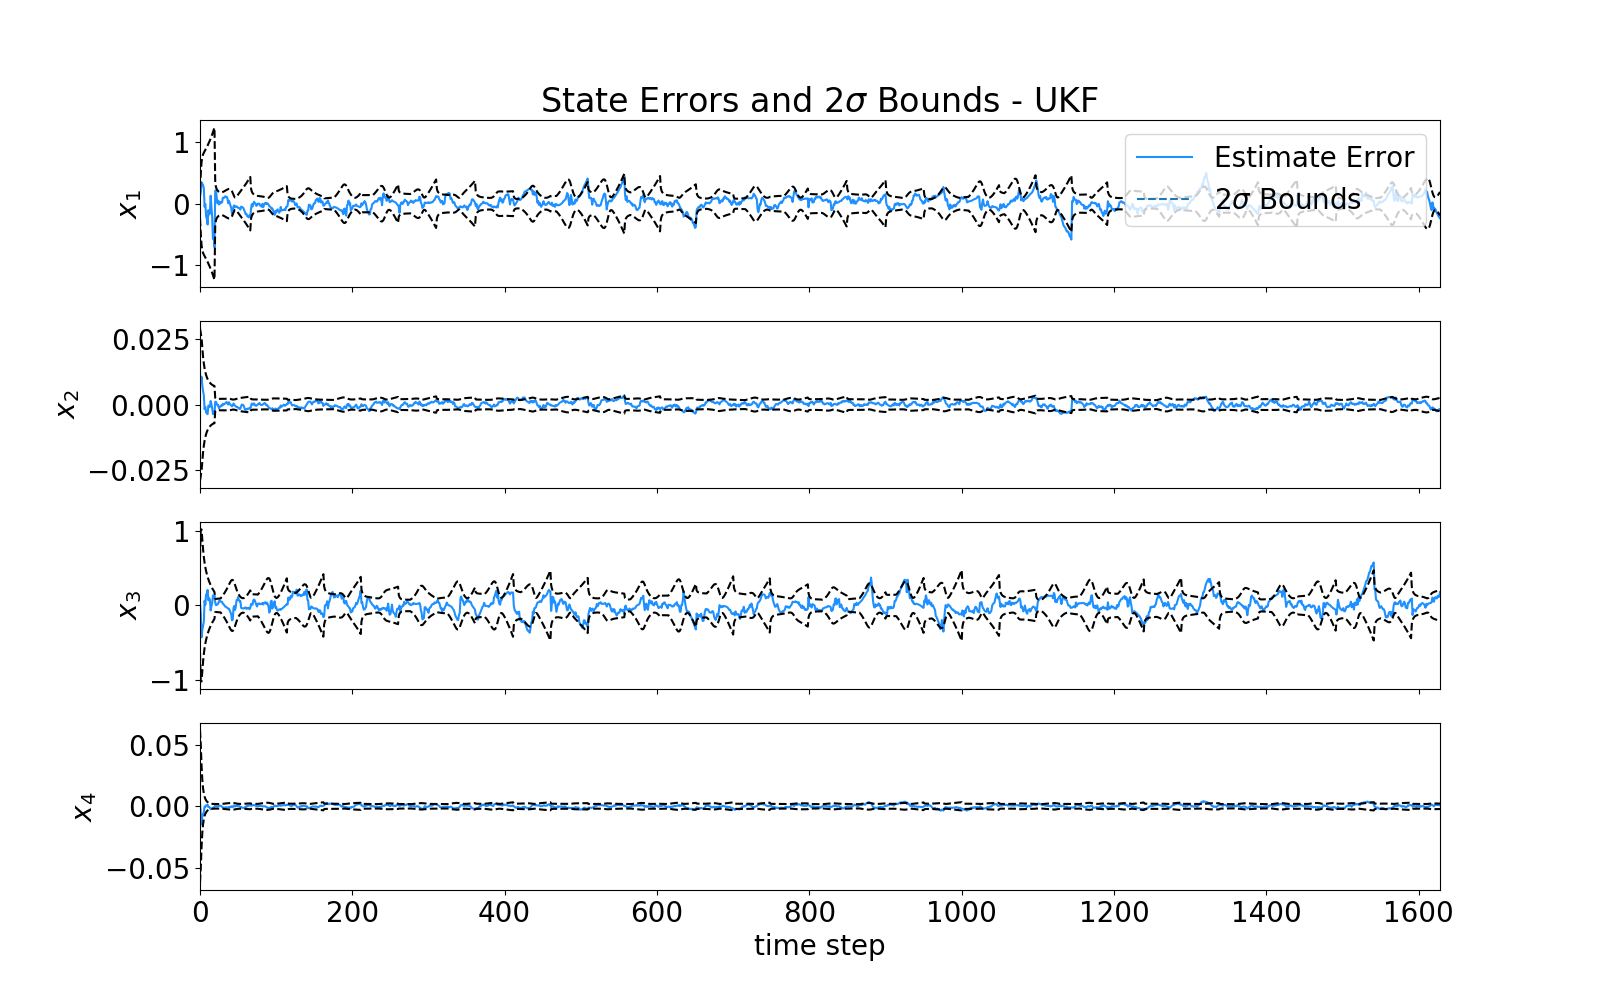 State Errors and 2σ Bounds - UKF
1
0
−1
x₁
Estimate Error
2σ Bounds
0.025
0.000
−0.025
x₂
1
0
−1
x₃
0.05
0.00
−0.05
x₄
0 200 400 600 800 1000 1200 1400 1600
time step